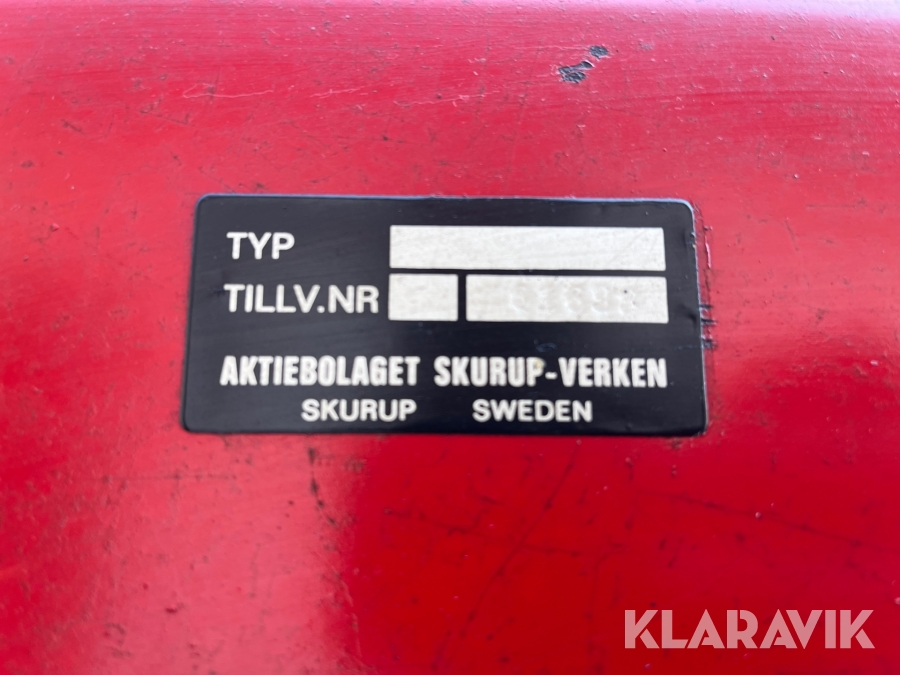 TYP
TILLV.NR
AKTIEBOLAGET SKURUP-VERKEN
SKURUP SWEDEN
KLARAVIK